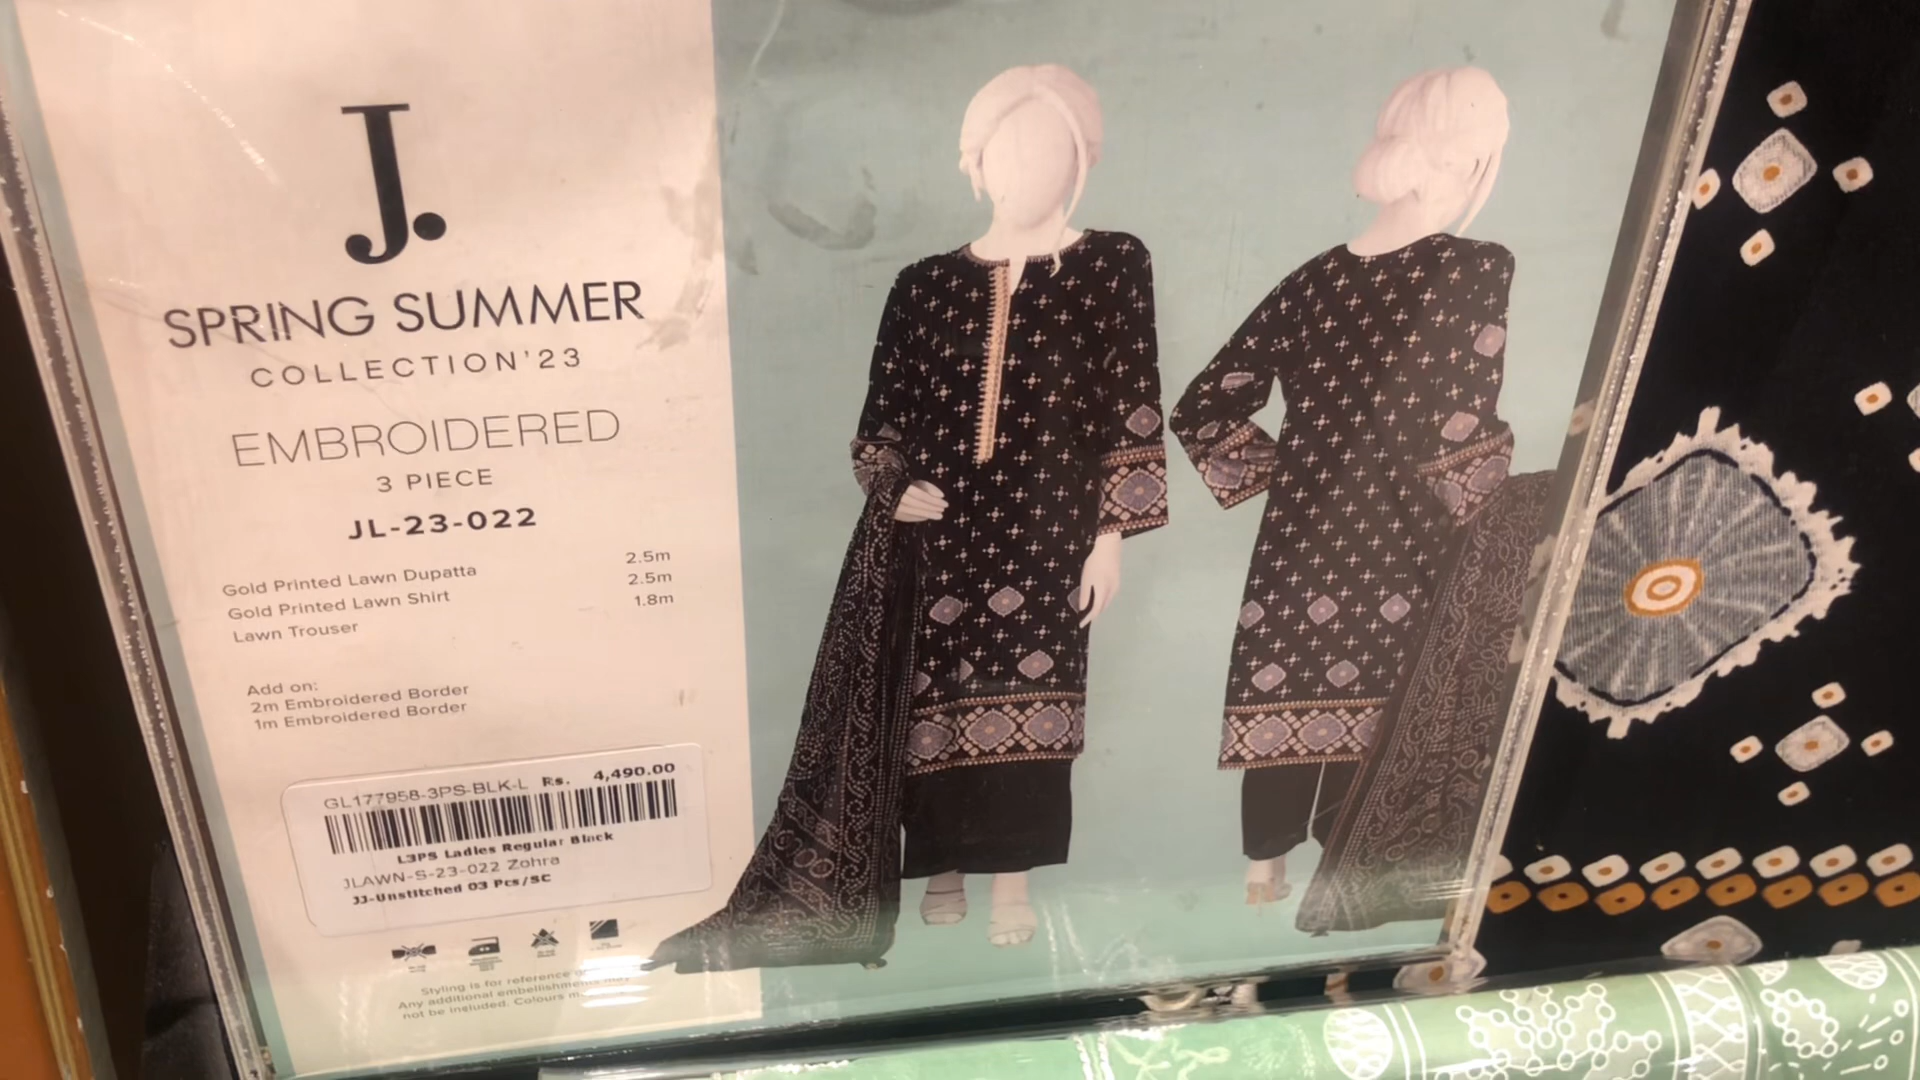 J.
SPRING SUMMER
COLLECTION'23
EMBROIDERED
3 PIECE
JL-23-022
Gold Printed Lawn Dupatta 2.5m
Gold Printed Lawn Shirt 2.5m
Lawn Trouser 1.8m
Add on:
2m Embroidered Border
1m Embroidered Border
GL177958-3PS-BLK-L Rs. 4,490.00
L3PS Ladies Regular Black
JLAWN-S-23-022 Zohra
JJ-Unstitched 03 Pcs/SC
Styling is for reference
Any additional embellishments may
not be included. Colours